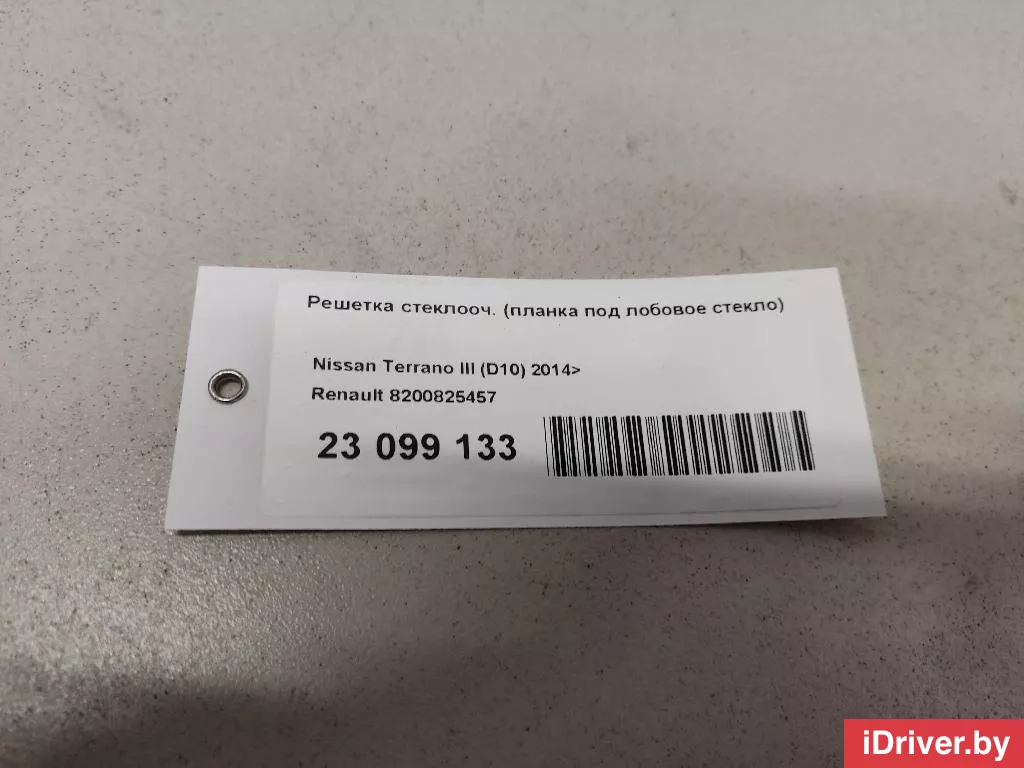 Решетка стеклооч. (планка под лобовое стекло)
Nissan Terrano III (D10) 2014>
Renault 8200825457
23 099 133
iDriver.by